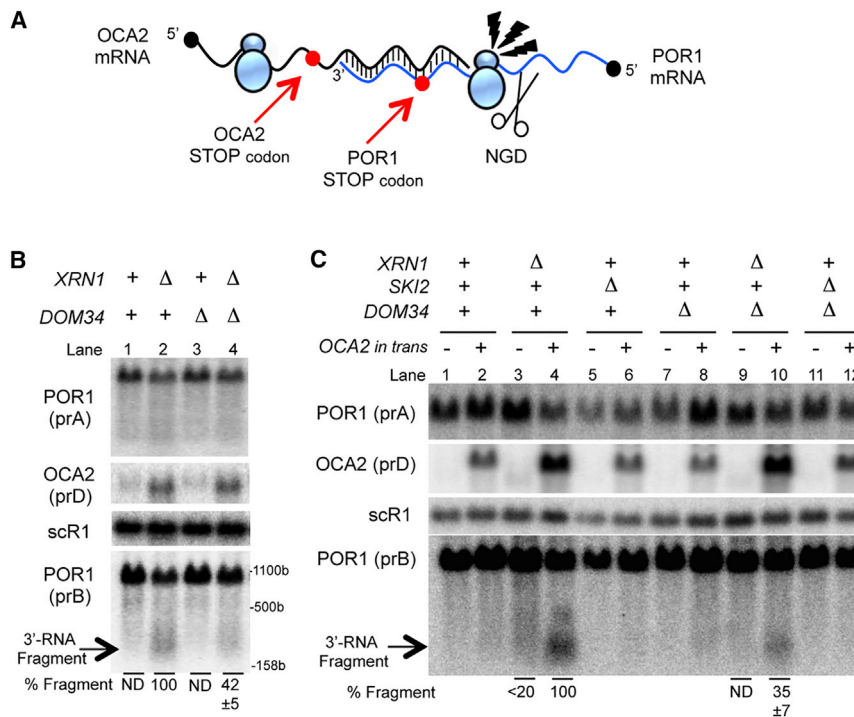 A
OCA2 mRNA 5' 3' 5' POR1 mRNA
OCA2 STOP codon
POR1 STOP codon
NGD
B
XRN1 + Δ + Δ
DOM34 + + Δ Δ
Lane 1 2 3 4
POR1 (prA)
OCA2 (prD)
scR1
POR1 (prB)
-1100b
-500b
3'-RNA Fragment
-158b
% Fragment ND 100 ND 42 ±5
C
XRN1 + Δ + + Δ +
SKI2 + + Δ + + Δ
DOM34 + + + Δ Δ Δ
OCA2 in trans - + - + - + - + - + - +
Lane 1 2 3 4 5 6 7 8 9 10 11 12
POR1 (prA)
OCA2 (prD)
scR1
POR1 (prB)
3'-RNA Fragment
% Fragment <20 100 ND 35 ±7